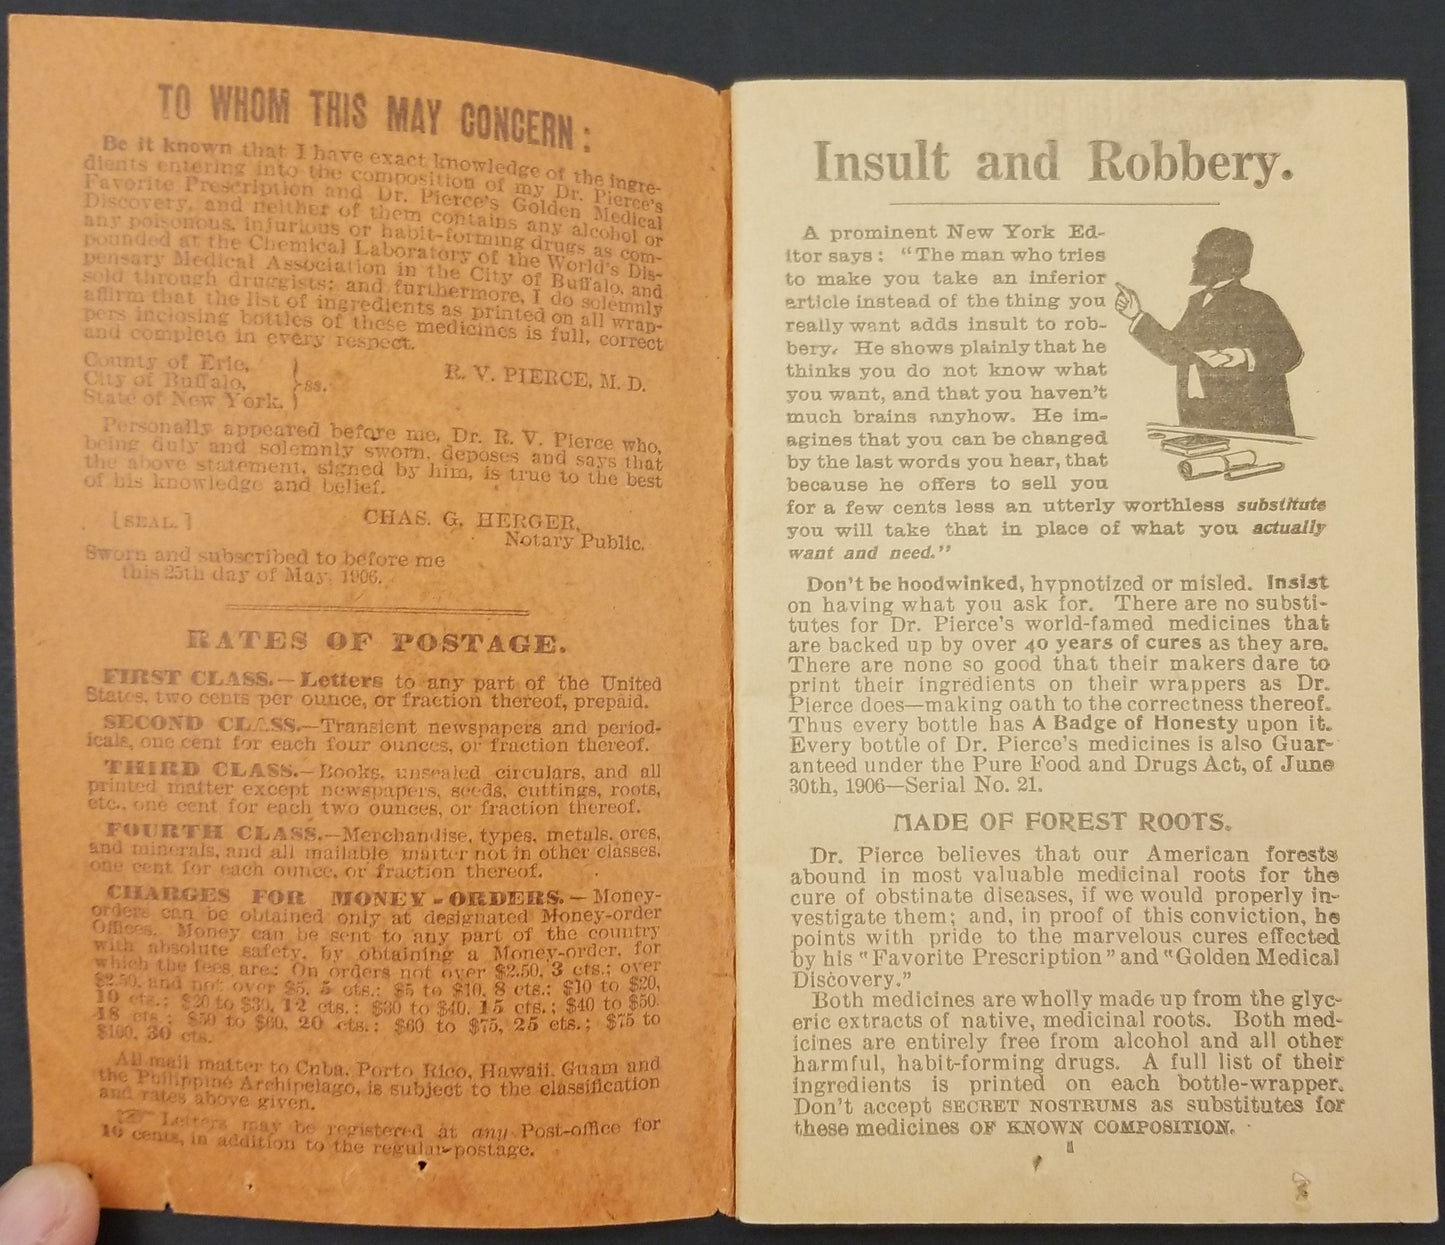 TO WHOM THIS MAY CONCERN:
Be it known that I have exact knowledge of the ingre-
dients entering into the composition of my Dr. Pierce's
Favorite Prescription and Dr. Pierce's Golden Medical
Discovery, and neither of them contains any alcohol or
any poisonous, injurious or habit-forming drugs as com-
pounded at the Chemical Laboratory of the World's Dis-
pensary Medical Association in the City of Buffalo, and
sold through druggists; and furthermore, I do solemnly
affirm that the list of ingredients as printed on all wrap-
pers inclosing bottles of these medicines is full, correct
and complete in every respect.
County of Erie,
City of Buffalo,
State of New York. } ss.
R. V. PIERCE, M. D.
Personally appeared before me, Dr. R. V. Pierce who,
being duly and solemnly sworn, deposes and says that
the above statement, signed by him, is true to the best
of his knowledge and belief.
[SEAL.]
CHAS. G. HERGER,
Notary Public.
Sworn and subscribed to before me
this 25th day of May, 1906.
RATES OF POSTAGE.
FIRST CLASS.—Letters to any part of the United
States, two cents per ounce, or fraction thereof, prepaid.
SECOND CLASS.—Transient newspapers and period-
icals, one cent for each four ounces, or fraction thereof.
THIRD CLASS.—Books, unsealed circulars, and all
printed matter except newspapers, seeds, cuttings, roots,
etc., one cent for each two ounces, or fraction thereof.
FOURTH CLASS.—Merchandise, types, metals, ores,
and minerals, and all mailable matter not in other classes,
one cent for each ounce, or fraction thereof.
CHARGES FOR MONEY-ORDERS.—Money-
orders can be obtained only at designated Money-order
Offices. Money can be sent to any part of the country
with absolute safety, by obtaining a Money-order, for
which the fees are: On orders not over $2.50, 3 cts.; over
$2.50, and not over $5, 5 cts.; $5 to $10, 8 cts.; $10 to $20,
10 cts.; $20 to $30, 12 cts.; $30 to $40, 15 cts.; $40 to $50.
18 cts; $50 to $60, 20 cts.; $60 to $75, 25 cts.; $75 to
$100, 30 cts.
All mail matter to Cuba, Porto Rico, Hawaii, Guam and
the Philippine Archipelago, is subject to the classification
and rates above given.
☞ Letters may be registered at any Post-office for
10 cents, in addition to the regular postage.
Insult and Robbery.
A prominent New York Ed-
itor says: "The man who tries
to make you take an inferior
article instead of the thing you
really want adds insult to rob-
bery. He shows plainly that he
thinks you do not know what
you want, and that you haven't
much brains anyhow. He im-
agines that you can be changed
by the last words you hear, that
because he offers to sell you
for a few cents less an utterly worthless substitute
you will take that in place of what you actually
want and need."
Don't be hoodwinked, hypnotized or misled. Insist
on having what you ask for. There are no substi-
tutes for Dr. Pierce's world-famed medicines that
are backed up by over 40 years of cures as they are.
There are none so good that their makers dare to
print their ingredients on their wrappers as Dr.
Pierce does—making oath to the correctness thereof.
Thus every bottle has A Badge of Honesty upon it.
Every bottle of Dr. Pierce's medicines is also Guar-
anteed under the Pure Food and Drugs Act, of June
30th, 1906—Serial No. 21.
MADE OF FOREST ROOTS.
Dr. Pierce believes that our American forests
abound in most valuable medicinal roots for the
cure of obstinate diseases, if we would properly in-
vestigate them; and, in proof of this conviction, he
points with pride to the marvelous cures effected
by his "Favorite Prescription" and "Golden Medical
Discovery."
Both medicines are wholly made up from the glyc-
eric extracts of native, medicinal roots. Both med-
icines are entirely free from alcohol and all other
harmful, habit-forming drugs. A full list of their
ingredients is printed on each bottle-wrapper.
Don't accept SECRET NOSTRUMS as substitutes for
these medicines OF KNOWN COMPOSITION.
1